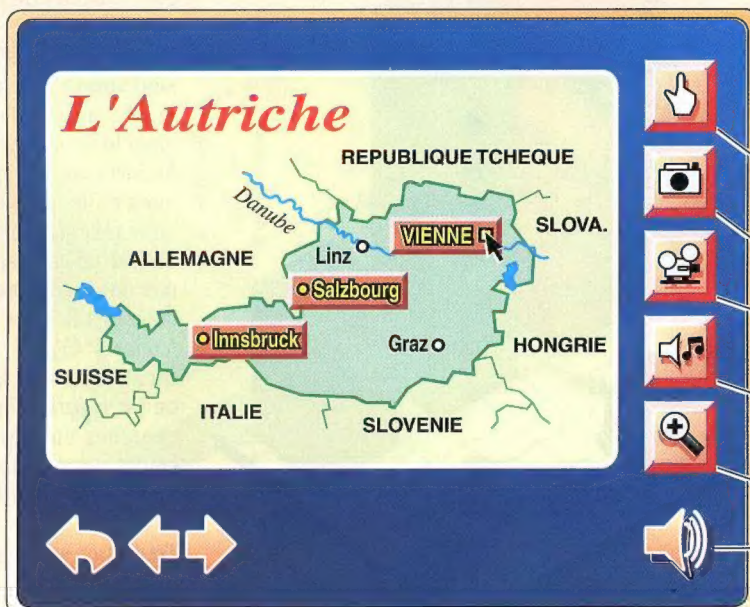 L'Autriche
REPUBLIQUE TCHEQUE
Danube
SLOVA.
VIENNE
Linz
ALLEMAGNE
Salzbourg
Innsbruck
Graz
HONGRIE
SUISSE
ITALIE
SLOVENIE